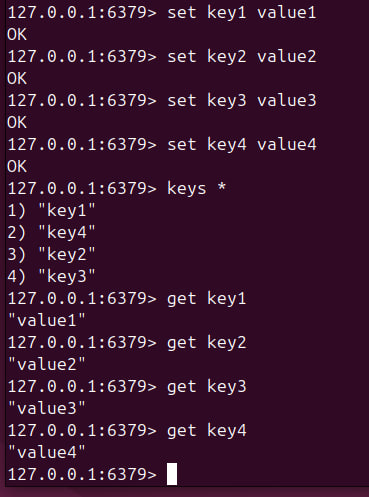 127.0.0.1:6379> set key1 value1
OK
127.0.0.1:6379> set key2 value2
OK
127.0.0.1:6379> set key3 value3
OK
127.0.0.1:6379> set key4 value4
OK
127.0.0.1:6379> keys *
1) "key1"
2) "key4"
3) "key2"
4) "key3"
127.0.0.1:6379> get key1
"value1"
127.0.0.1:6379> get key2
"value2"
127.0.0.1:6379> get key3
"value3"
127.0.0.1:6379> get key4
"value4"
127.0.0.1:6379>